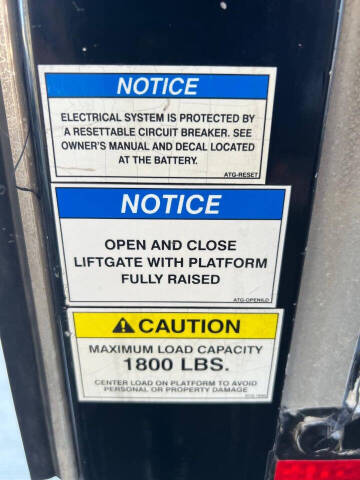 NOTICE
ELECTRICAL SYSTEM IS PROTECTED BY
A RESETTABLE CIRCUIT BREAKER. SEE
OWNER'S MANUAL AND DECAL LOCATED
AT THE BATTERY.
ATG-RESET
NOTICE
OPEN AND CLOSE
LIFTGATE WITH PLATFORM
FULLY RAISED
ATG-OPENILD
CAUTION
MAXIMUM LOAD CAPACITY
1800 LBS.
CENTER LOAD ON PLATFORM TO AVOID
PERSONAL OR PROPERTY DAMAGE